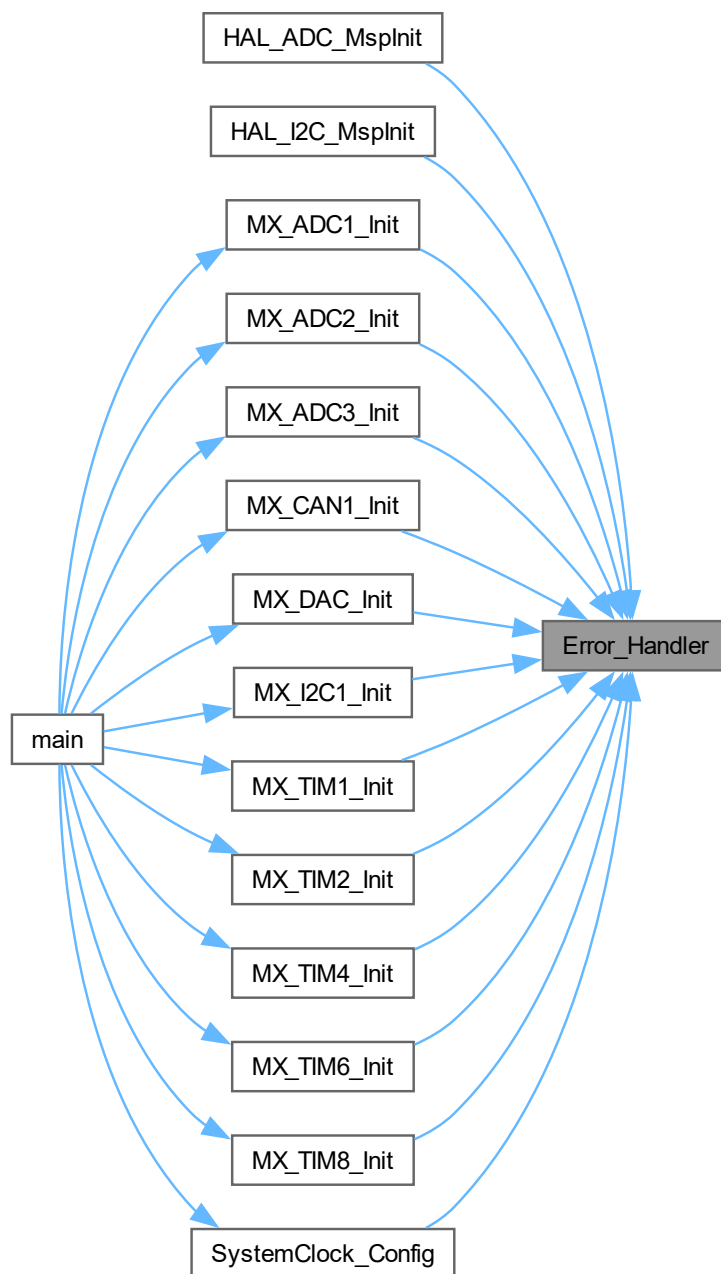 HAL_ADC_MspInit
HAL_I2C_MspInit
MX_ADC1_Init
MX_ADC2_Init
MX_ADC3_Init
MX_CAN1_Init
MX_DAC_Init
Error_Handler
MX_I2C1_Init
main
MX_TIM1_Init
MX_TIM2_Init
MX_TIM4_Init
MX_TIM6_Init
MX_TIM8_Init
SystemClock_Config